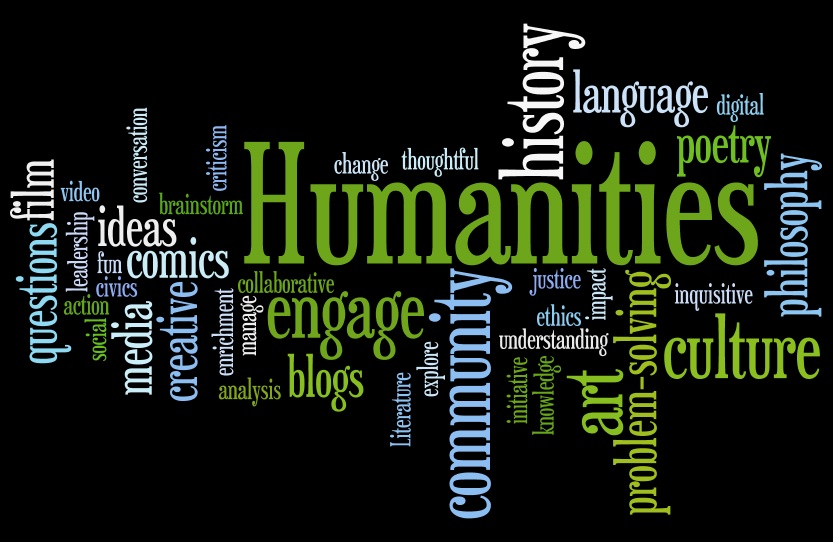 history
language
digital
conversation
criticism
Humanities
poetry
change
thoughtful
film
video
brainstorm
philosophy
leadership
ideas
questions
fun
comics
civics
collaborative
community
justice
impact
inquisitive
action
social
media
creative
enrichment
manage
engage
ethics
understanding
problem-solving
culture
analysis
blogs
explore
Literature
initiative
knowledge
art